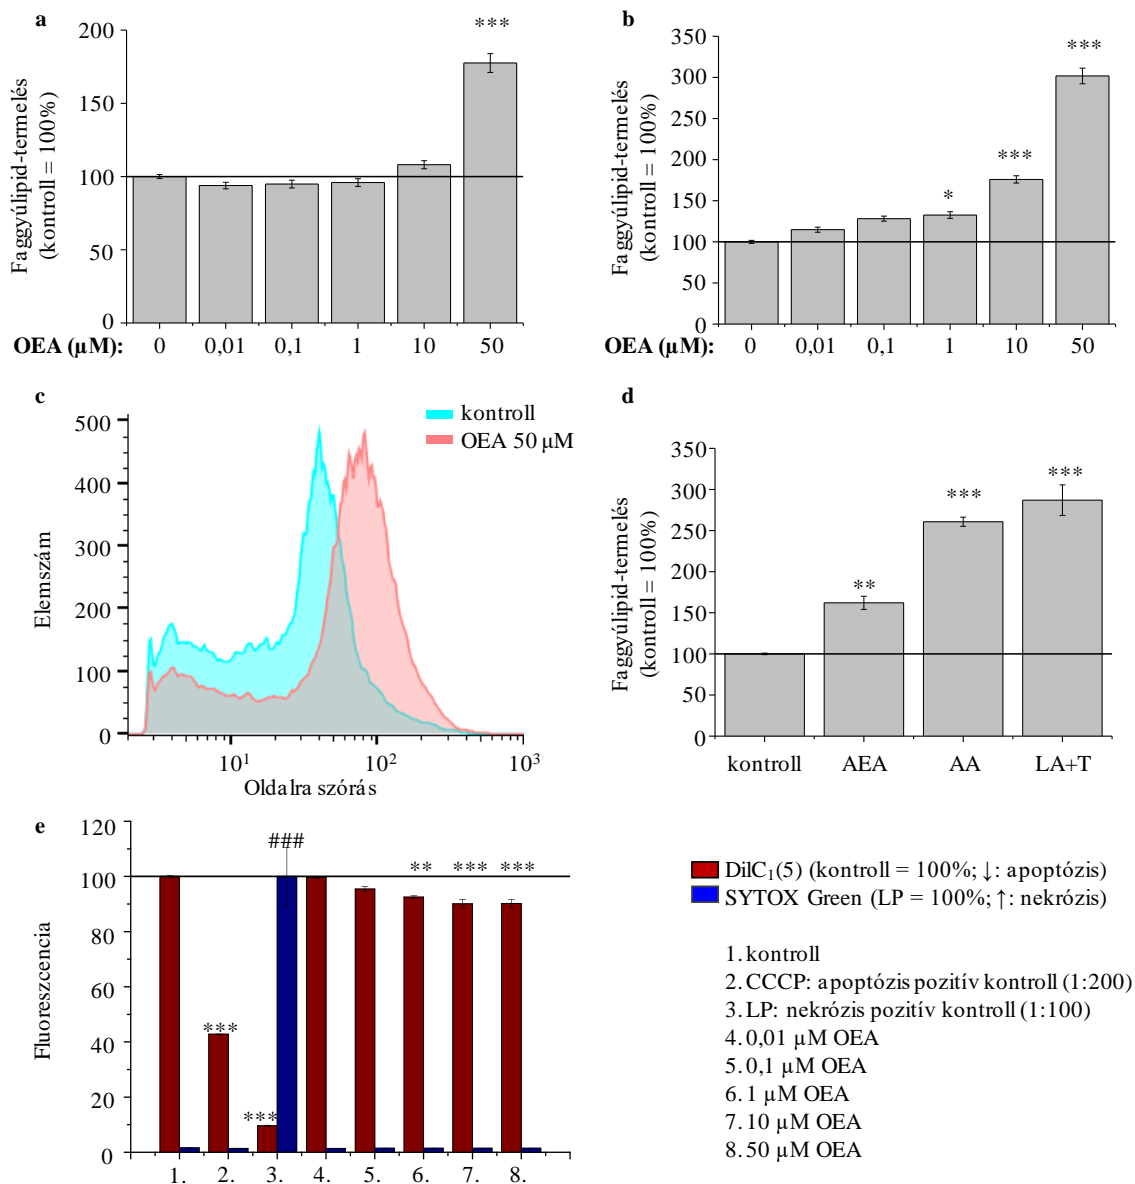 a
Faggyúlipid-termelés
(kontroll = 100%)
200
150
100
50
0
***
OEA (µM):
0 0,01 0,1 1 10 50
b
Faggyúlipid-termelés
(kontroll = 100%)
350
300
250
200
150
100
50
0
*
***
***
OEA (µM):
0 0,01 0,1 1 10 50
c
kontroll
OEA 50 µM
Elemszám
500
400
300
200
100
0
10¹ 10² 10³
Oldalra szórás
d
Faggyúlipid-termelés
(kontroll = 100%)
350
300
250
200
150
100
50
0
**
***
***
kontroll AEA AA LA+T
e
Fluoreszcencia
120
100
80
60
40
20
0
***
***
###
** *** ***
1. 2. 3. 4. 5. 6. 7. 8.
DilC₁(5) (kontroll = 100%; ↓: apoptózis)
SYTOX Green (LP = 100%; ↑: nekrózis)
1. kontroll
2. CCCP: apoptózis pozitív kontroll (1:200)
3. LP: nekrózis pozitív kontroll (1:100)
4. 0,01 µM OEA
5. 0,1 µM OEA
6. 1 µM OEA
7. 10 µM OEA
8. 50 µM OEA